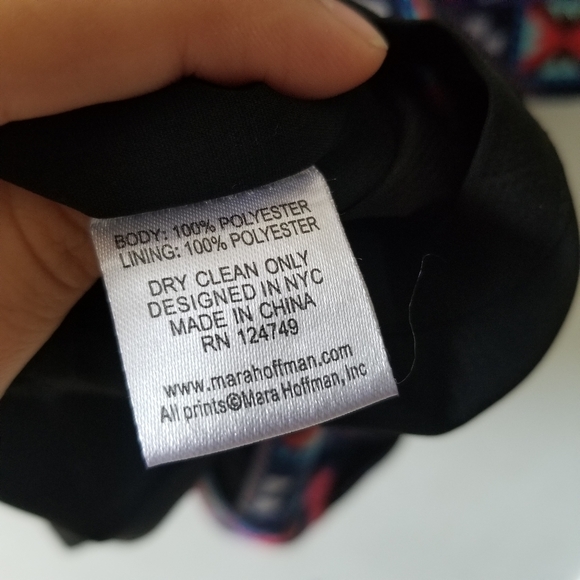 BODY: 100% POLYESTER
LINING: 100% POLYESTER
DRY CLEAN ONLY
DESIGNED IN NYC
MADE IN CHINA
RN 124749
www.marahoffman.com
All prints©Mara Hoffman, Inc